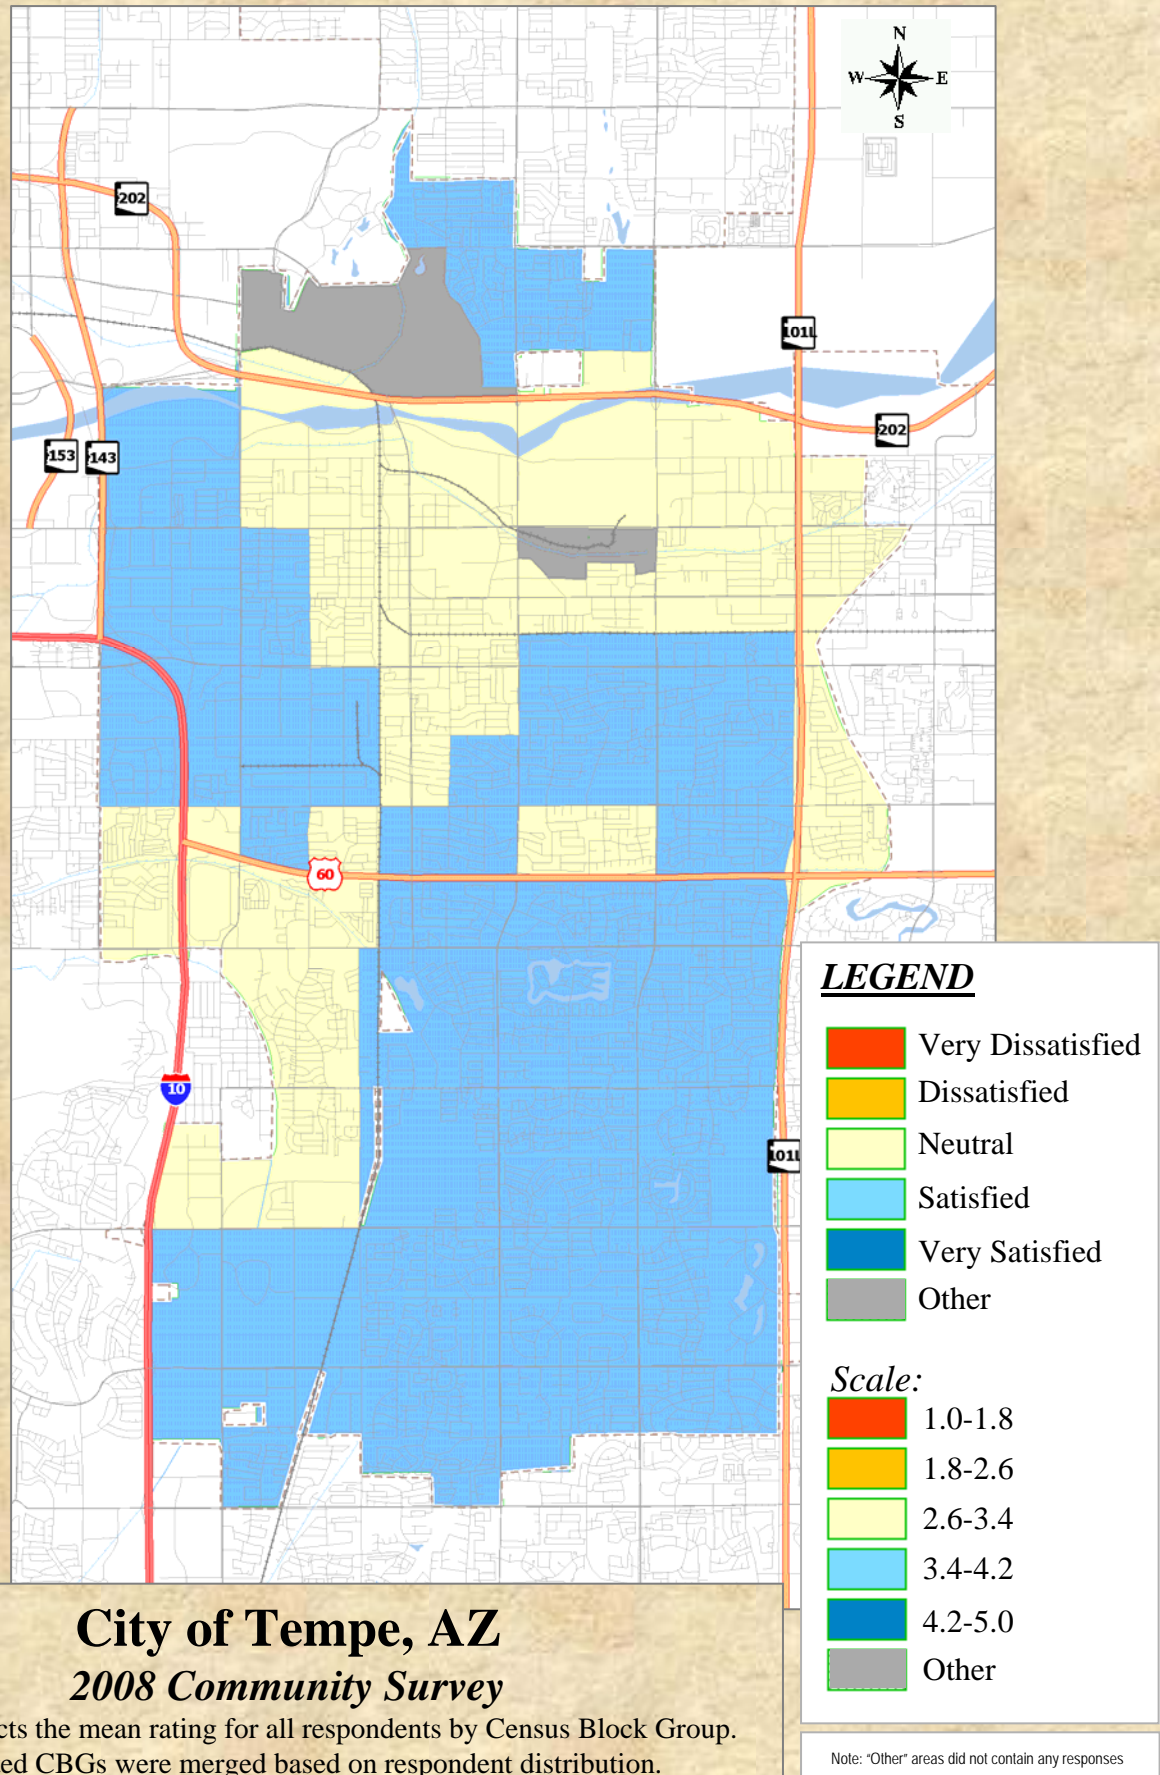 N
W E
S
202
101L
202
153
143
60
10
101L
LEGEND
Very Dissatisfied
Dissatisfied
Neutral
Satisfied
Very Satisfied
Other
Scale:
1.0-1.8
1.8-2.6
2.6-3.4
3.4-4.2
4.2-5.0
Other
City of Tempe, AZ
2008 Community Survey
cts the mean rating for all respondents by Census Block Group.
ed CBGs were merged based on respondent distribution.
Note: "Other" areas did not contain any responses